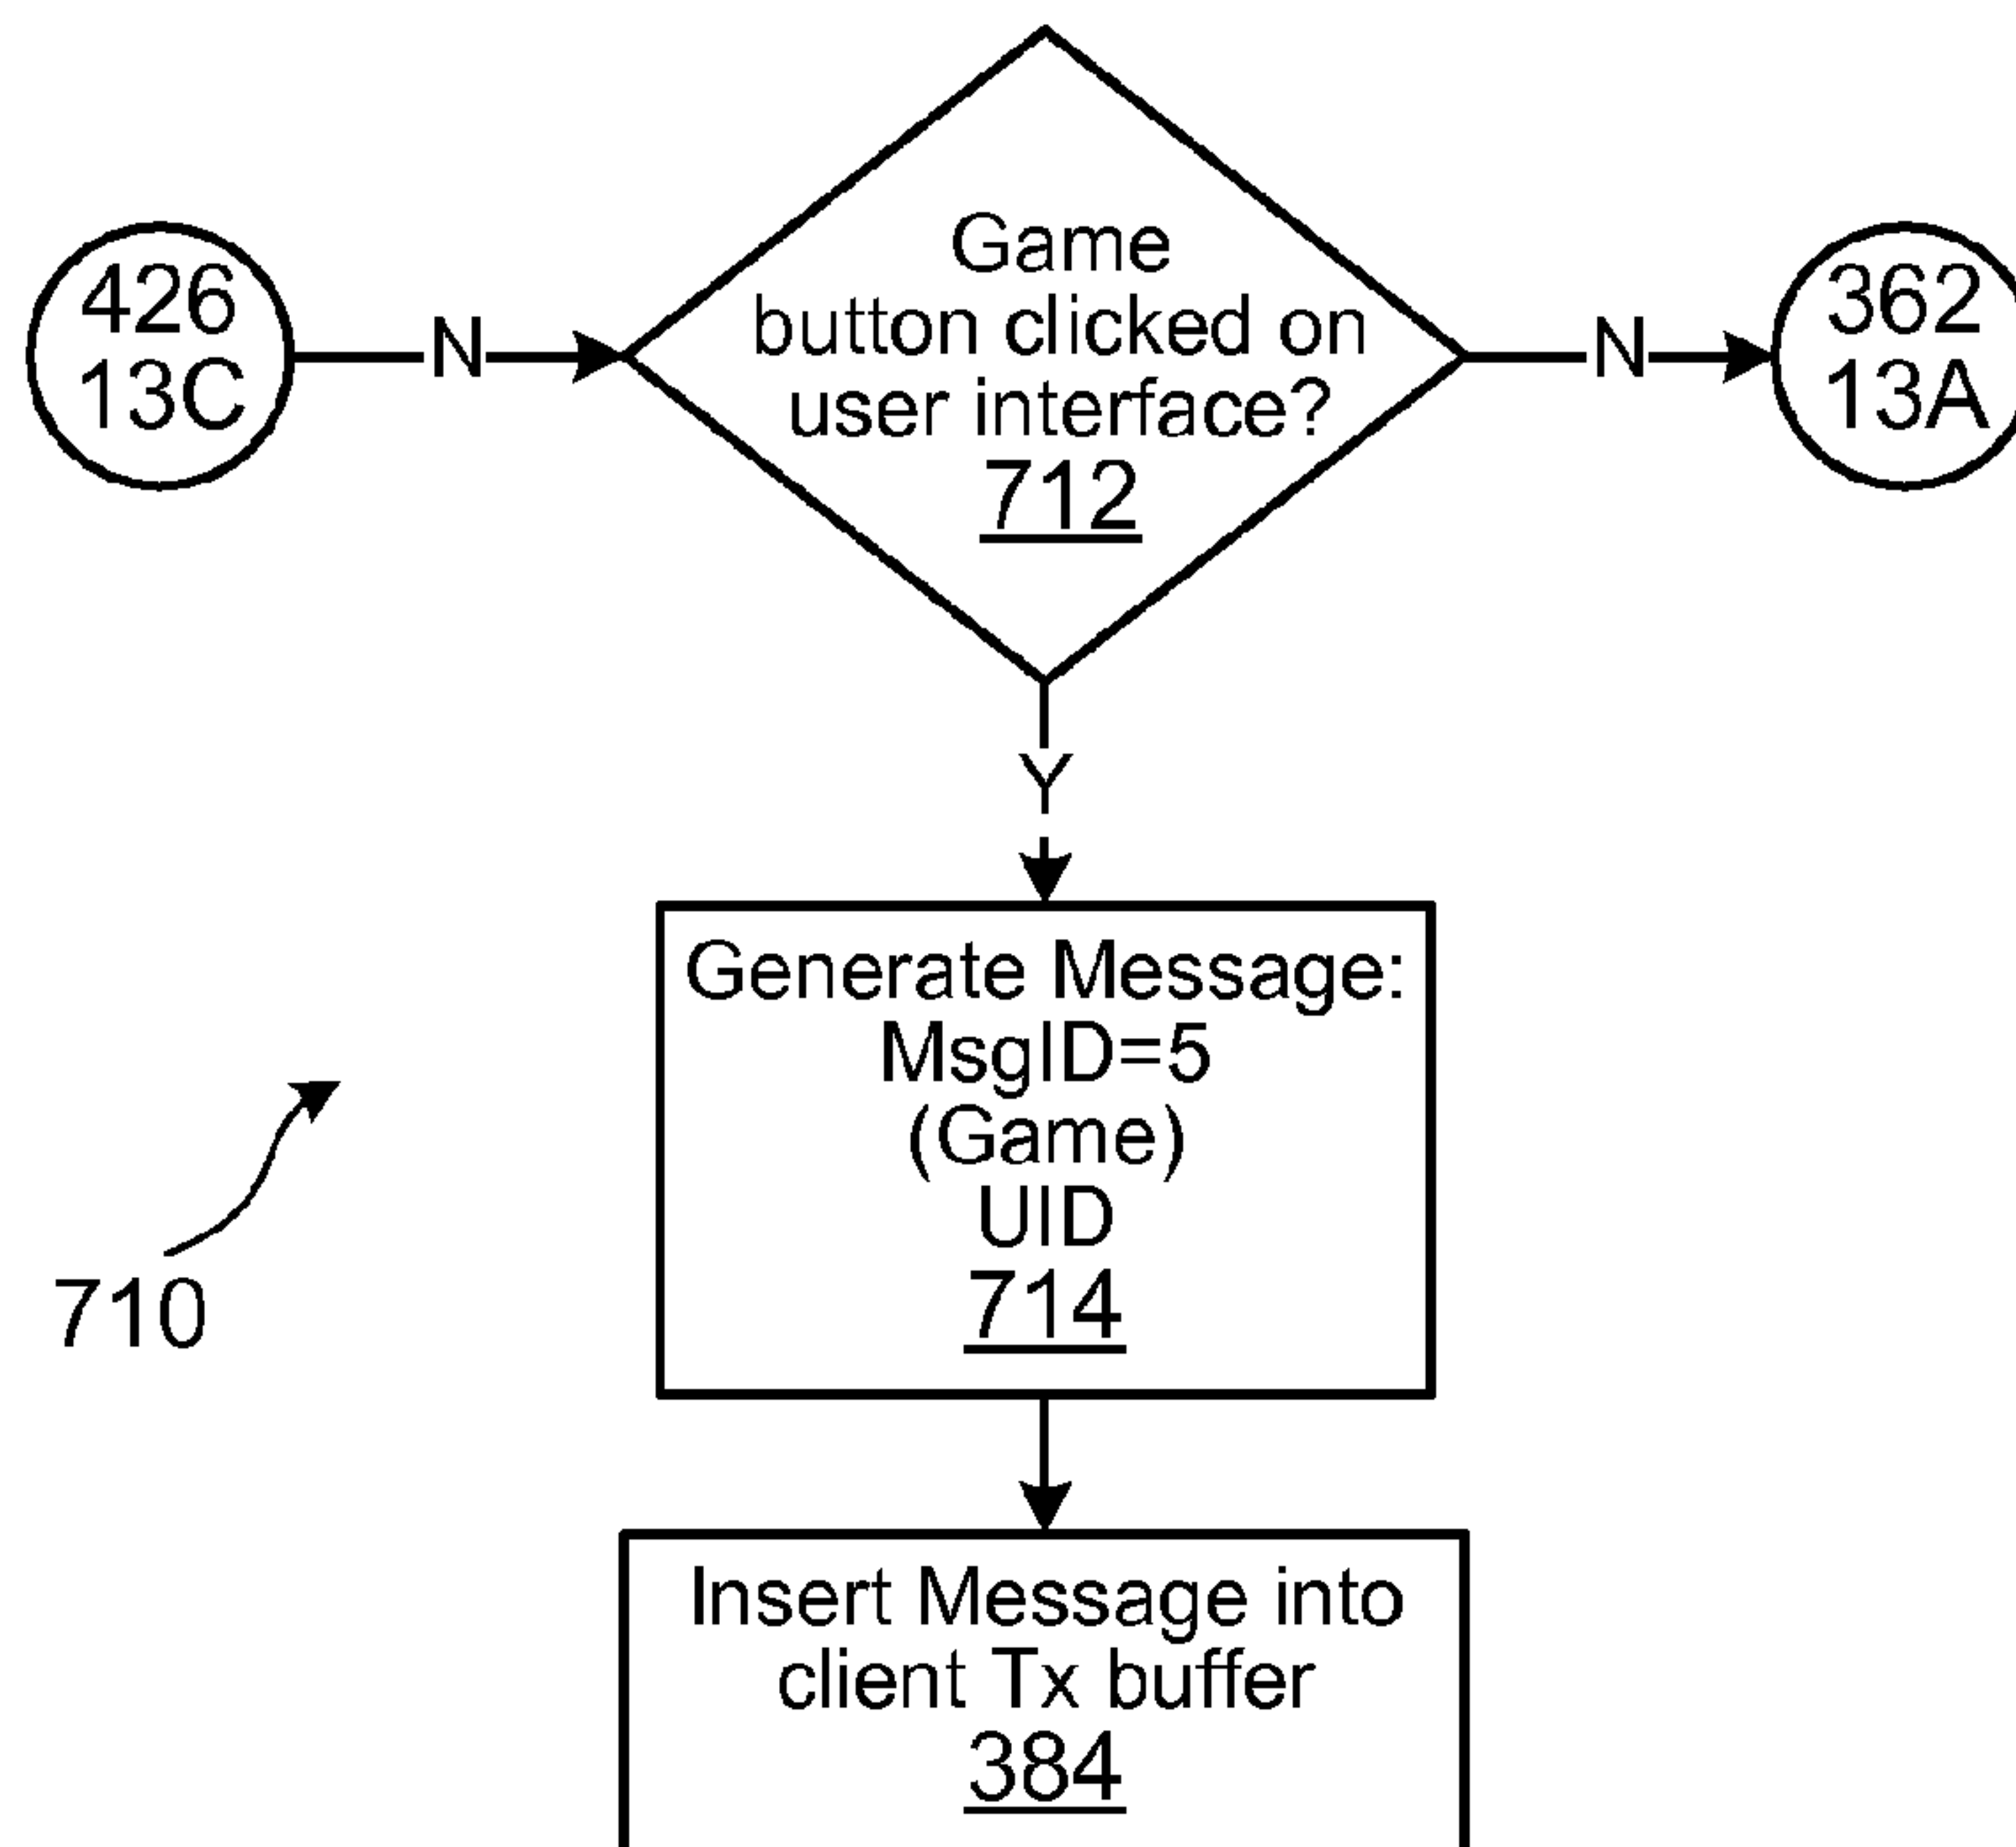 426
13C
N
Game
button clicked on
user interface?
712
N
362
13A
Y
Generate Message:
MsgID=5
(Game)
UID
714
710
Insert Message into
client Tx buffer
384